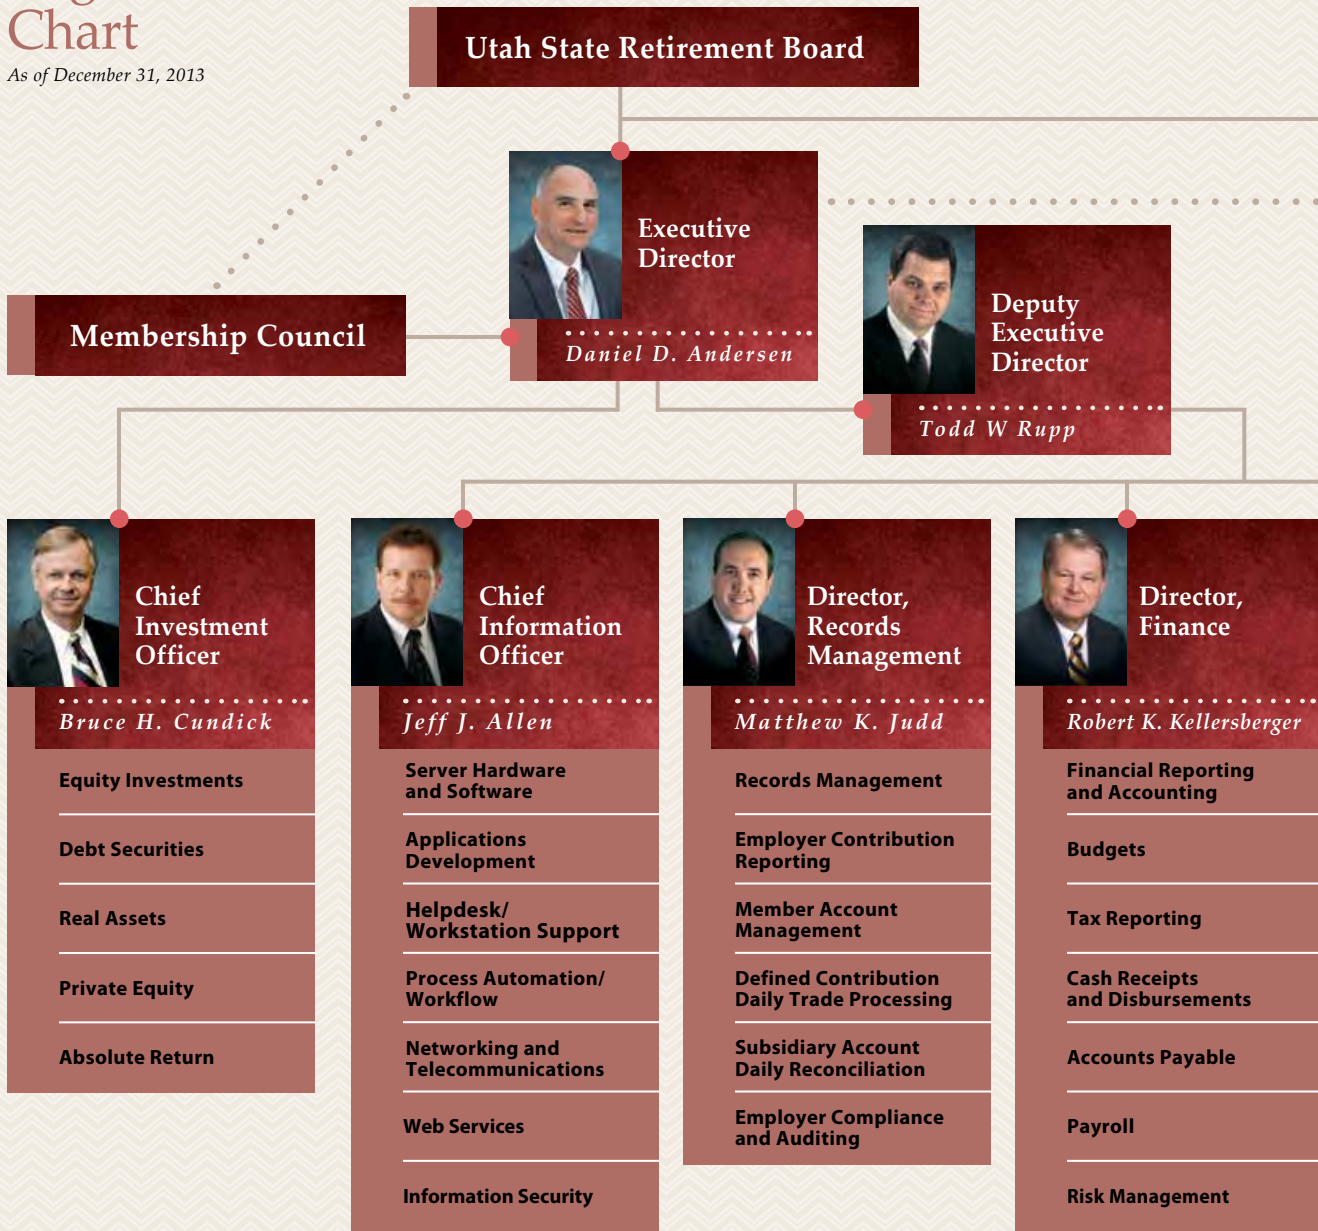 Chart
As of December 31, 2013
Utah State Retirement Board
Executive
Director
Daniel D. Andersen
Membership Council
Deputy
Executive
Director
Todd W Rupp
Chief
Investment
Officer
Bruce H. Cundick
Equity Investments
Debt Securities
Real Assets
Private Equity
Absolute Return
Chief
Information
Officer
Jeff J. Allen
Server Hardware
and Software
Applications
Development
Helpdesk/
Workstation Support
Process Automation/
Workflow
Networking and
Telecommunications
Web Services
Information Security
Director,
Records
Management
Matthew K. Judd
Records Management
Employer Contribution
Reporting
Member Account
Management
Defined Contribution
Daily Trade Processing
Subsidiary Account
Daily Reconciliation
Employer Compliance
and Auditing
Director,
Finance
Robert K. Kellersberger
Financial Reporting
and Accounting
Budgets
Tax Reporting
Cash Receipts
and Disbursements
Accounts Payable
Payroll
Risk Management